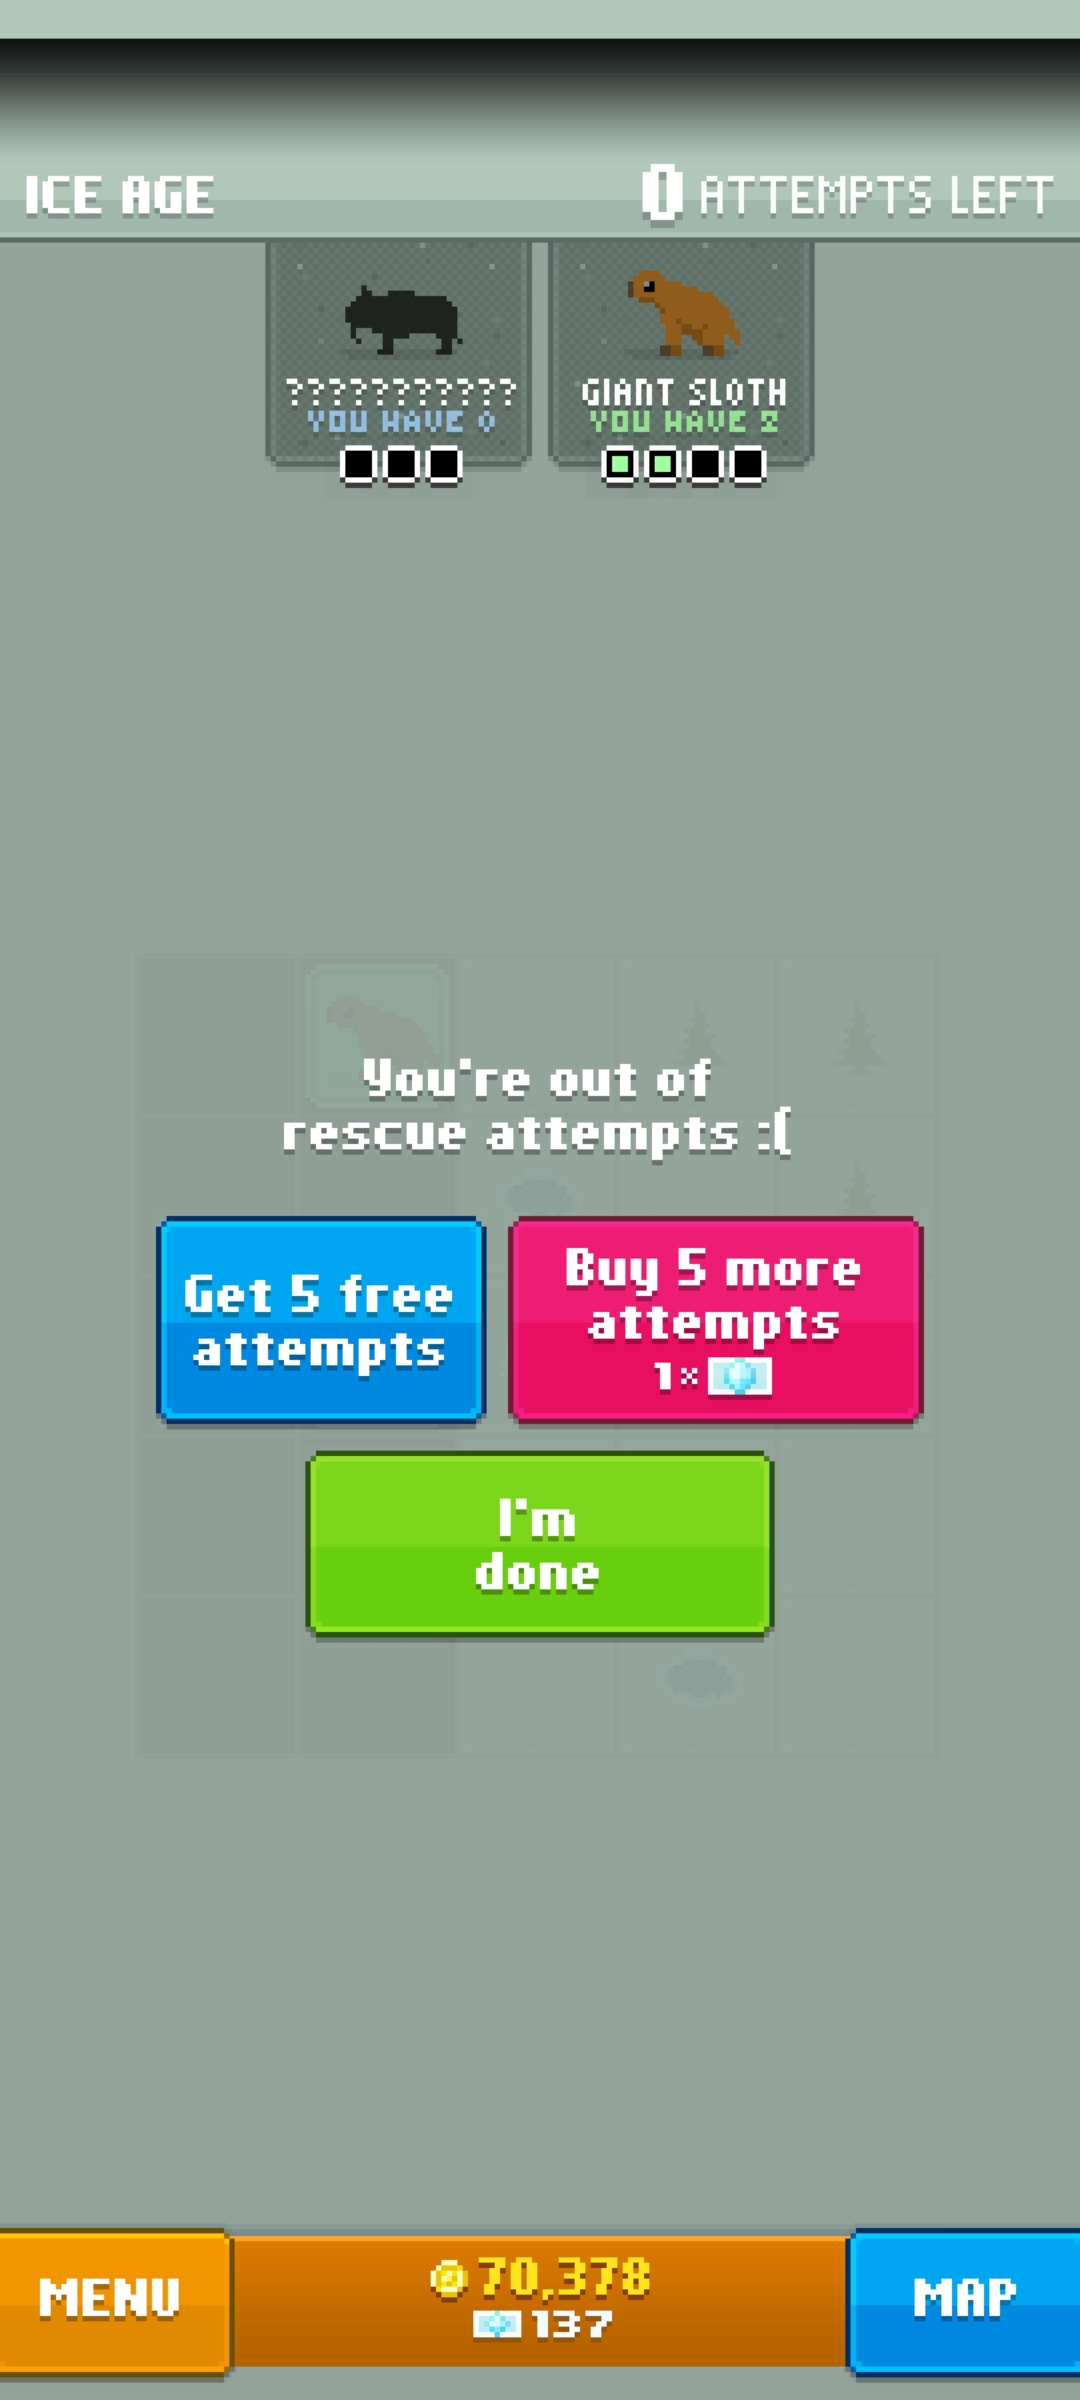 ICE AGE
0 ATTEMPTS LEFT
???????????
YOU HAVE 0
GIANT SLOTH
YOU HAVE 2
You're out of
rescue attempts :(
Get 5 free
attempts
Buy 5 more
attempts
1×
I'm
done
MENU
70,378
137
MAP